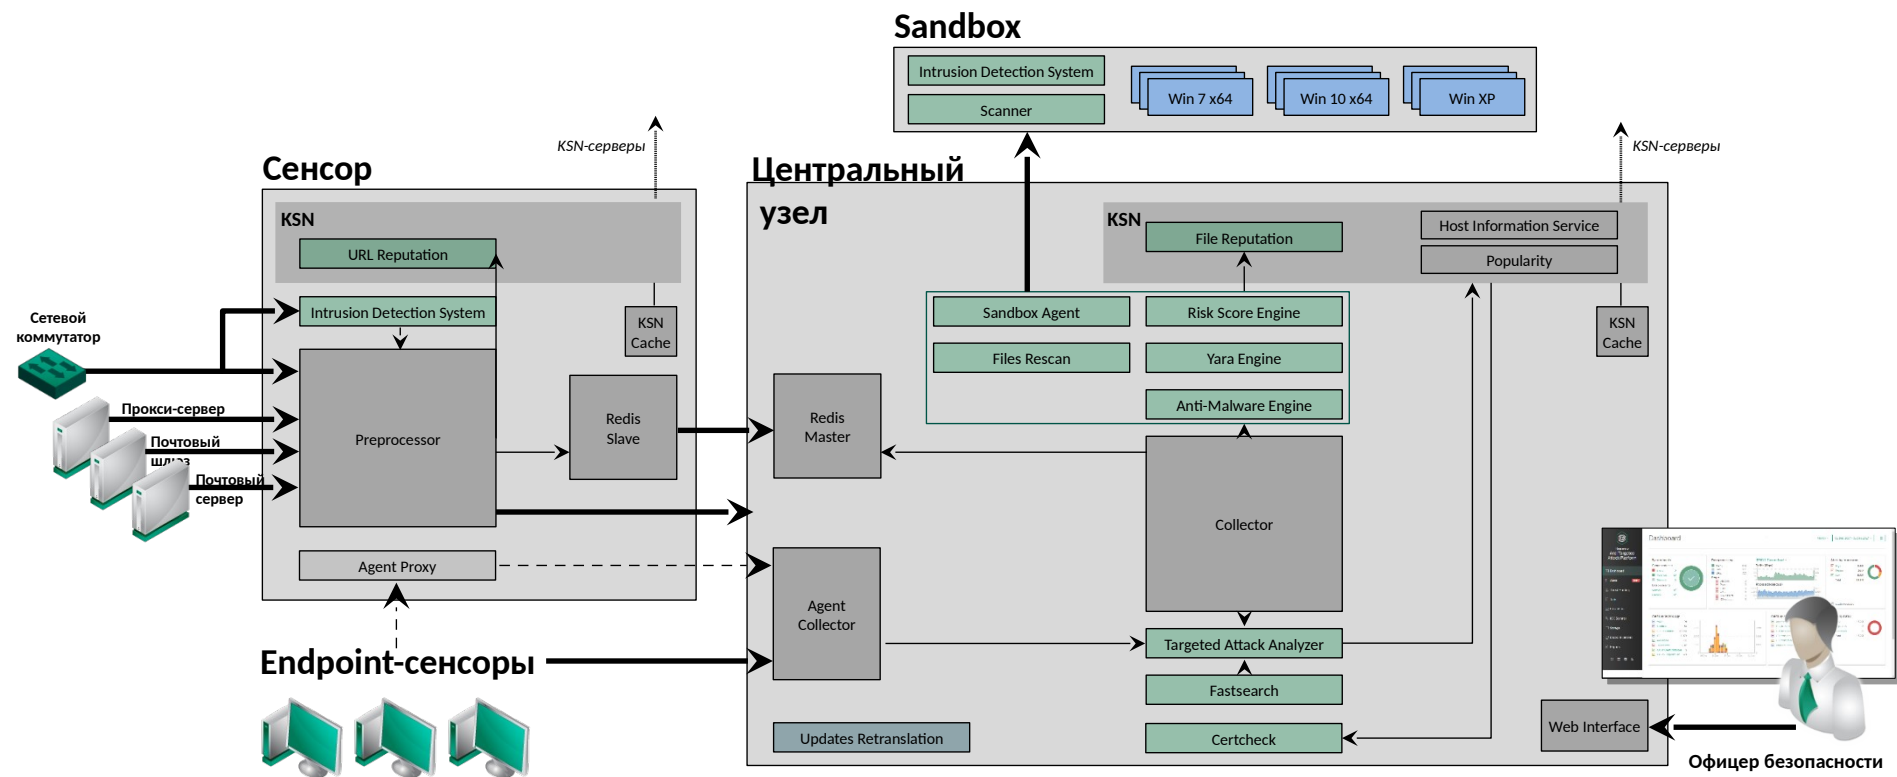 Sandbox
Intrusion Detection System
Scanner
Win 7 x64
Win 10 x64
Win XP
KSN-серверы
KSN-серверы
Сенсор
KSN
URL Reputation
Intrusion Detection System
KSN
Cache
Preprocessor
Redis
Slave
Agent Proxy
Сетевой
коммутатор
Прокси-сервер
Почтовый
шлюз
Почтовый
сервер
Endpoint-сенсоры
Центральный
узел
KSN
File Reputation
Host Information Service
Popularity
KSN
Cache
Sandbox Agent
Risk Score Engine
Files Rescan
Yara Engine
Anti-Malware Engine
Redis
Master
Collector
Agent
Collector
Targeted Attack Analyzer
Fastsearch
Certcheck
Updates Retranslation
Web Interface
Dashboard
Офицер безопасности